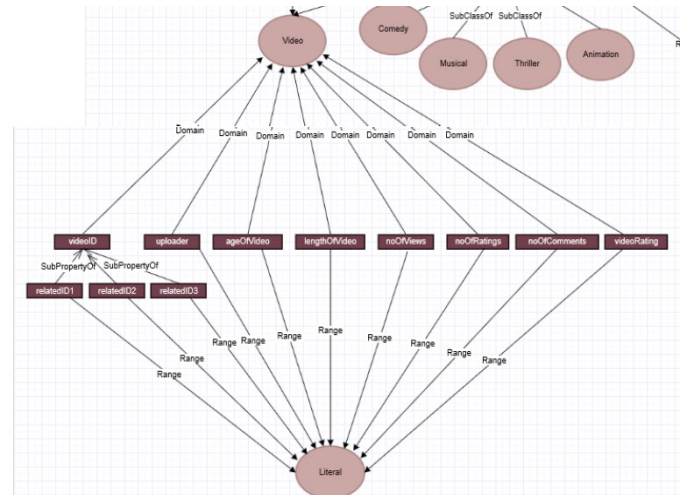 SubClassOf SubClassOf
Video
Comedy
Musical
Thriller
Animation
Domain Domain Domain Domain Domain Domain Domain Domain
videoID uploader ageOfVideo lengthOfVideo noOfViews noOfRatings noOfComments videoRating
SubPropertyOf SubPropertyOf
relatedID1 relatedID2 relatedID3
Range Range Range Range Range Range Range Range Range Range
Literal